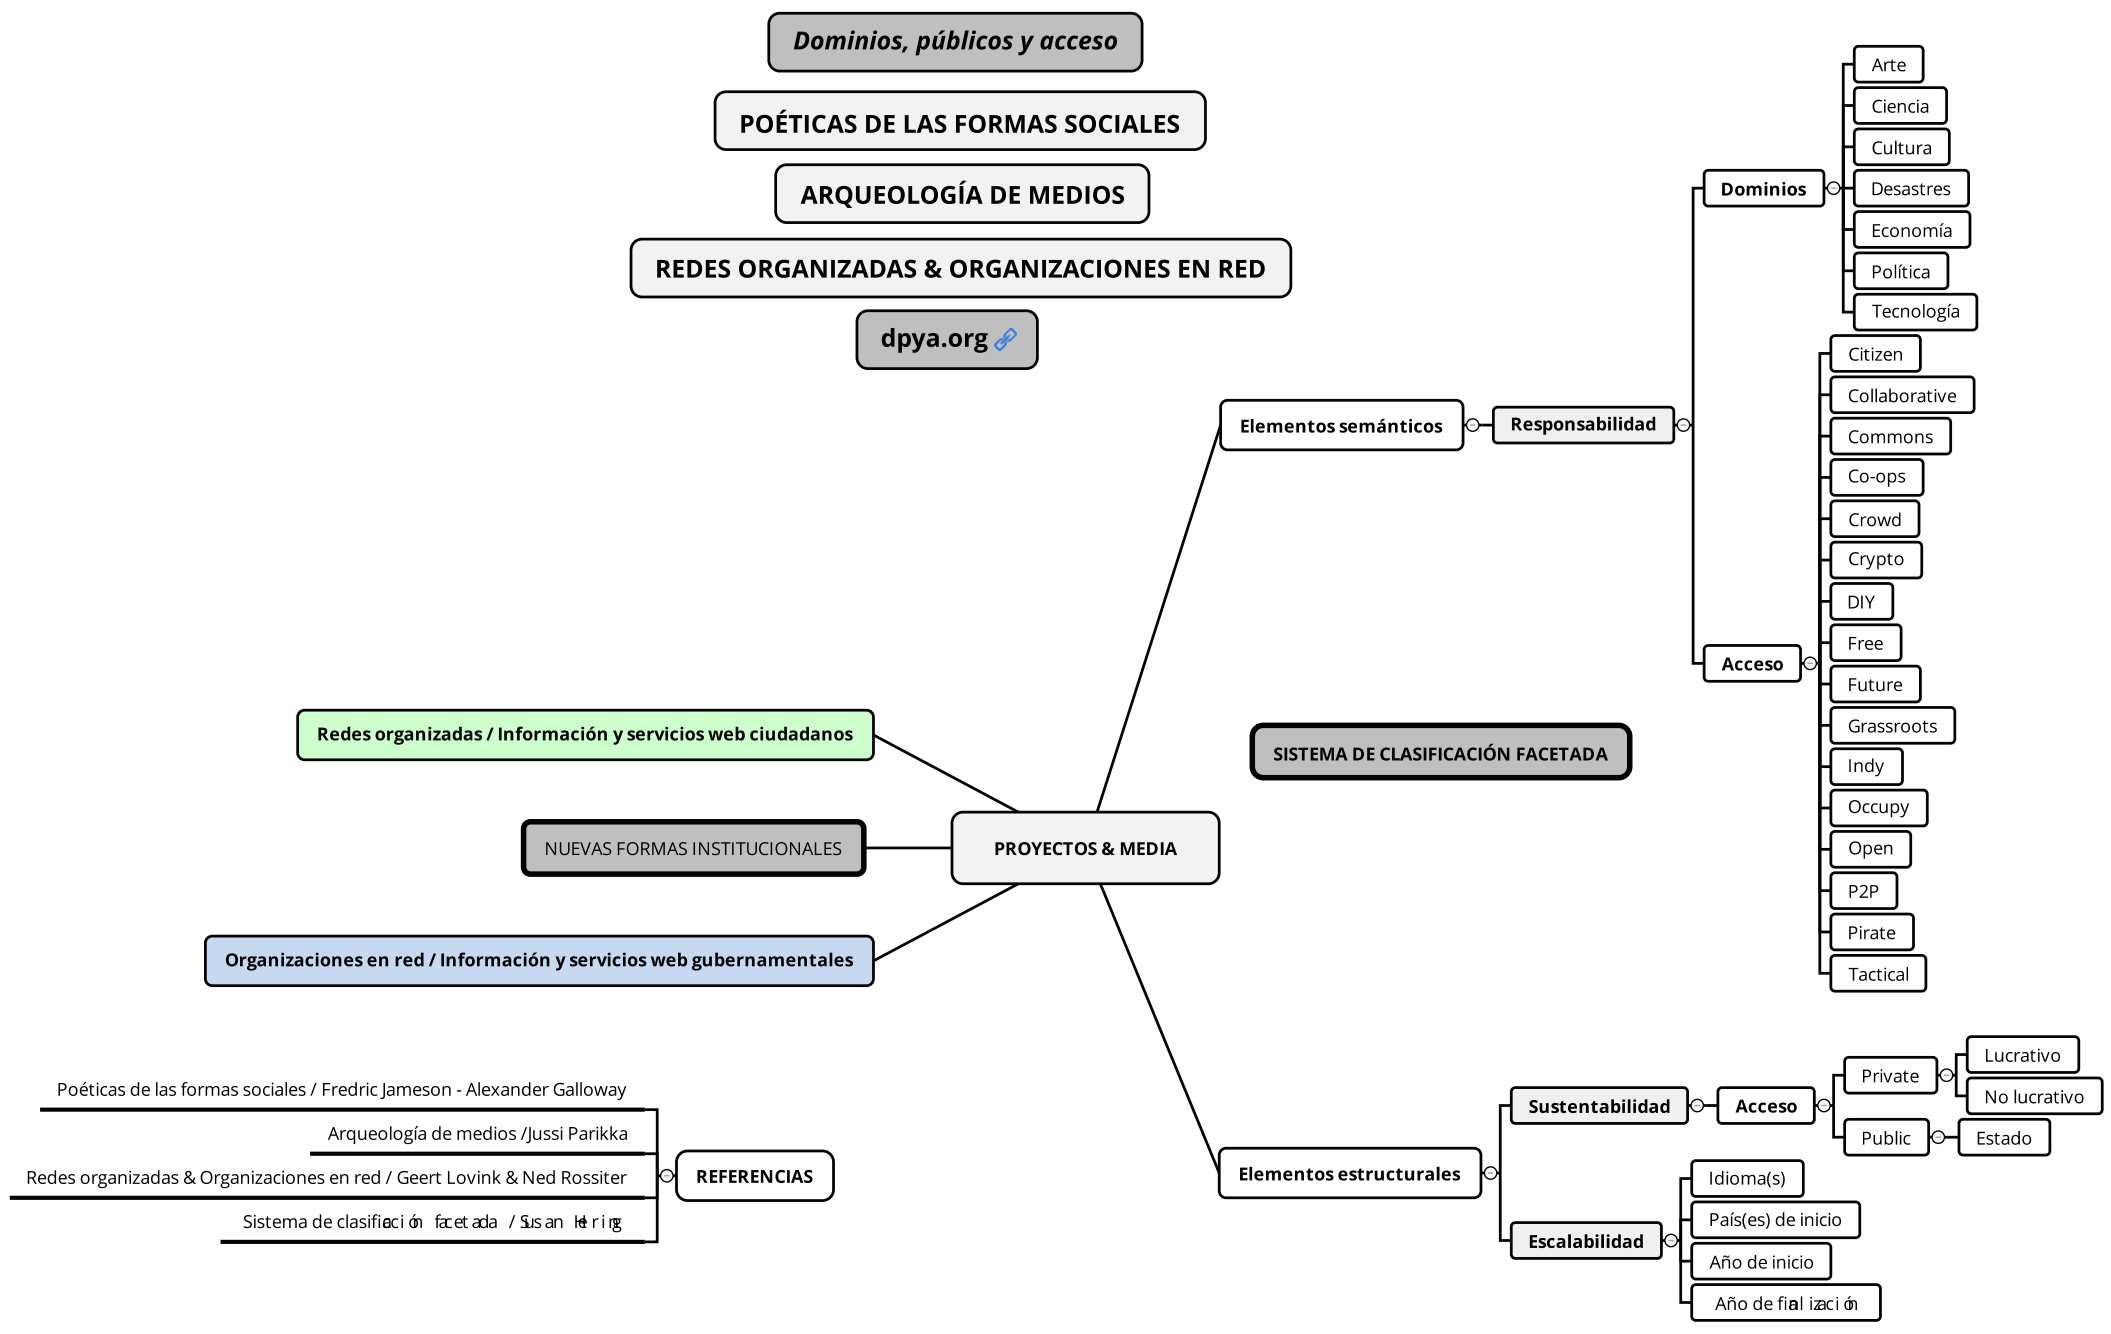 Dominios, públicos y acceso
POÉTICAS DE LAS FORMAS SOCIALES
ARQUEOLOGÍA DE MEDIOS
REDES ORGANIZADAS & ORGANIZACIONES EN RED
dpya.org
Elementos semánticos
Responsabilidad
Dominios
Arte
Ciencia
Cultura
Desastres
Economía
Política
Tecnología
Acceso
Citizen
Collaborative
Commons
Co-ops
Crowd
Crypto
DIY
Free
Future
Grassroots
Indy
Occupy
Open
P2P
Pirate
Tactical
SISTEMA DE CLASIFICACIÓN FACETADA
Redes organizadas / Información y servicios web ciudadanos
NUEVAS FORMAS INSTITUCIONALES
PROYECTOS & MEDIA
Organizaciones en red / Información y servicios web gubernamentales
Elementos estructurales
Sustentabilidad
Acceso
Private
Lucrativo
No lucrativo
Public
Estado
Escalabilidad
Idioma(s)
País(es) de inicio
Año de inicio
Año de finalización
REFERENCIAS
Poéticas de las formas sociales / Fredric Jameson - Alexander Galloway
Arqueología de medios /Jussi Parikka
Redes organizadas & Organizaciones en red / Geert Lovink & Ned Rossiter
Sistema de clasificación facetada / Susan Herring